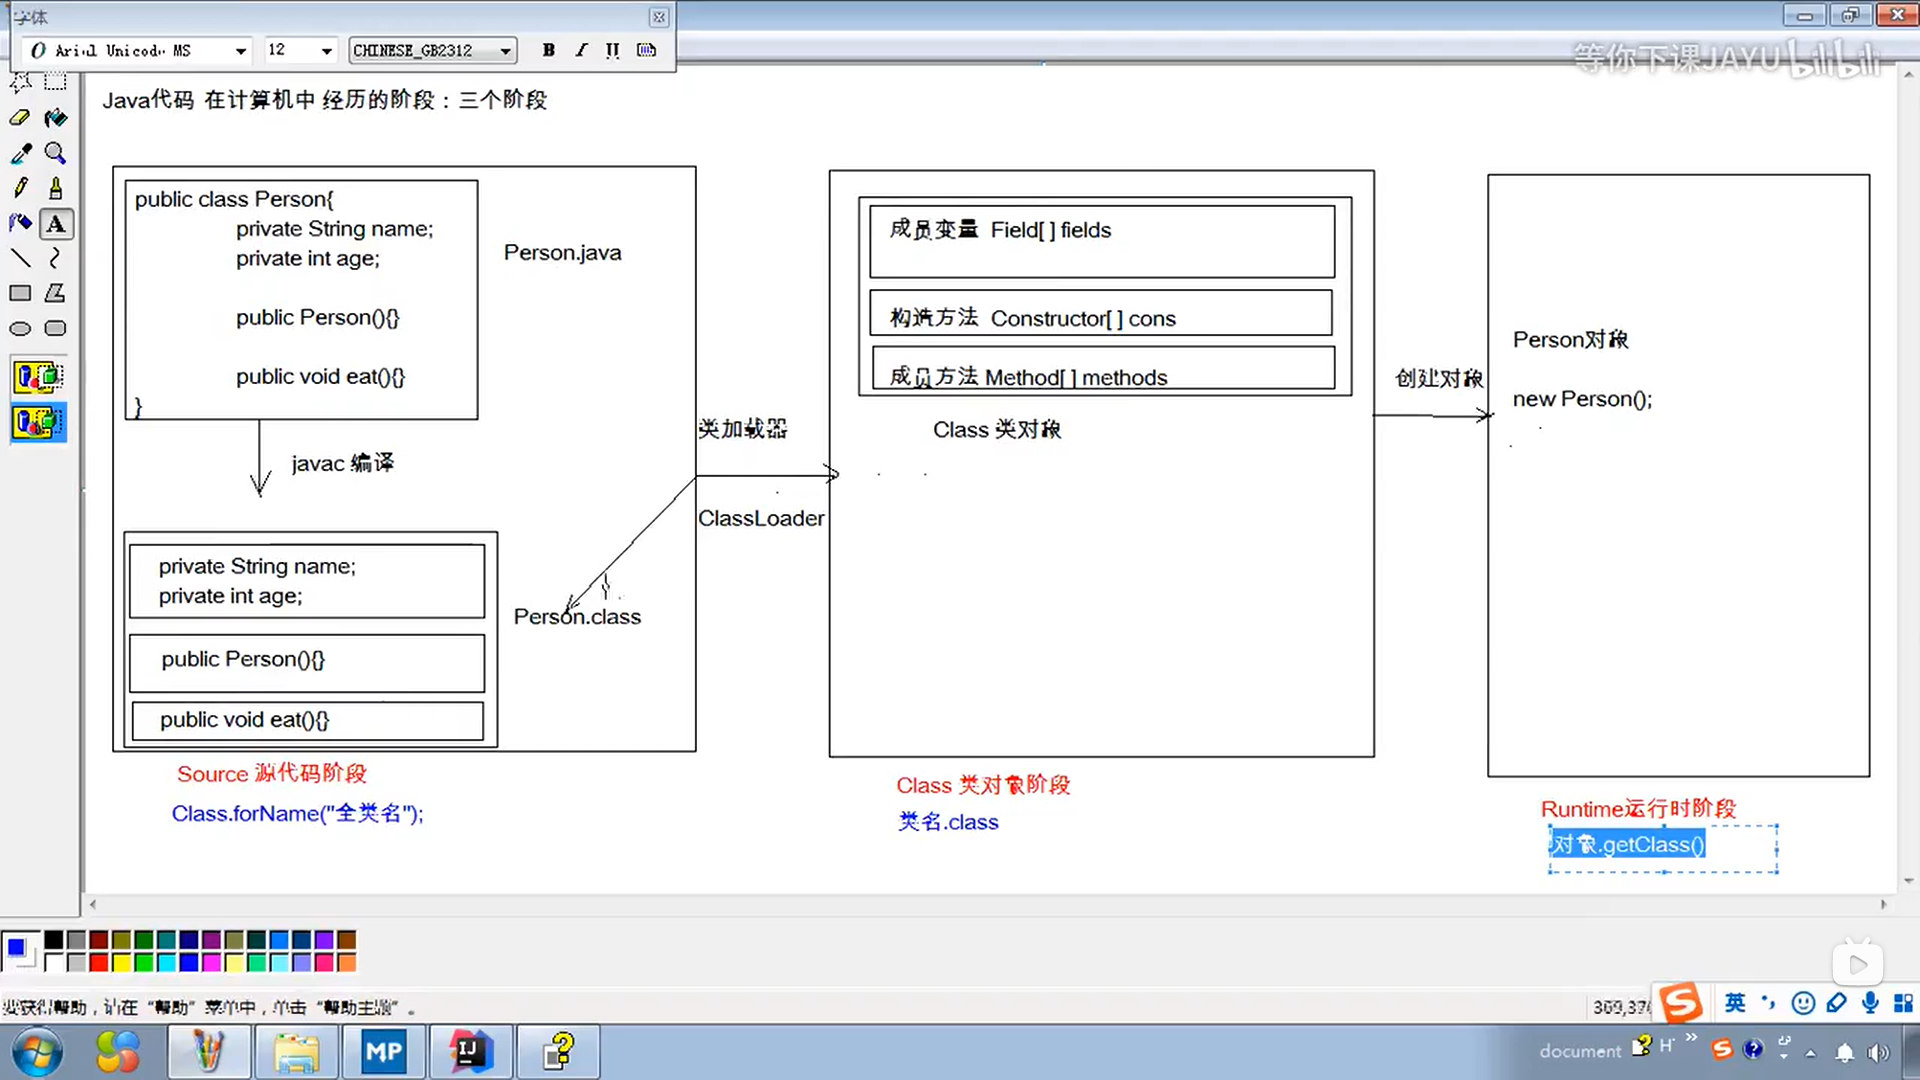 字体
Arial Unicode MS
12
CHINESE_GB2312
B I U
等你下课JAYU bilibili
Java代码 在计算机中 经历的阶段：三个阶段
public class Person{
private String name;
private int age;
public Person(){}
public void eat(){}
}
Person.java
javac 编译
private String name;
private int age;
public Person(){}
public void eat(){}
Person.class
Source 源代码阶段
Class.forName("全类名");
类加载器
ClassLoader
成员变量 Field[ ] fields
构造方法 Constructor[ ] cons
成员方法 Method[ ] methods
Class 类对象
Class 类对象阶段
类名.class
创建对象
Person对象
new Person();
Runtime运行时阶段
对象.getClass()
要获得帮助，请在“帮助”菜单中，单击“帮助主题”。
英
MP
IJ
document